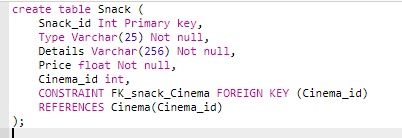 create table Snack (
Snack_id Int Primary key,
Type Varchar(25) Not null,
Details Varchar(256) Not null,
Price float Not null,
Cinema_id int,
CONSTRAINT FK_snack_Cinema FOREIGN KEY (Cinema_id)
REFERENCES Cinema(Cinema_id)
);